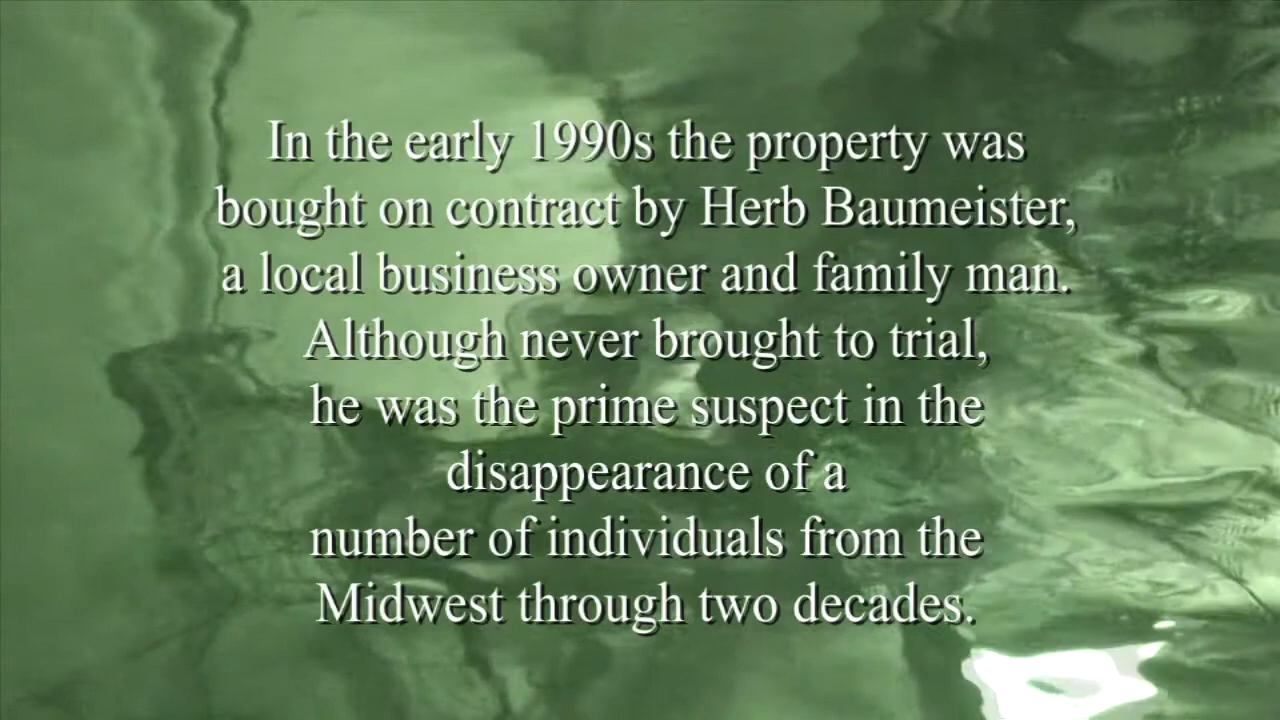 In the early 1990s the property was
bought on contract by Herb Baumeister,
a local business owner and family man.
Although never brought to trial,
he was the prime suspect in the
disappearance of a
number of individuals from the
Midwest through two decades.